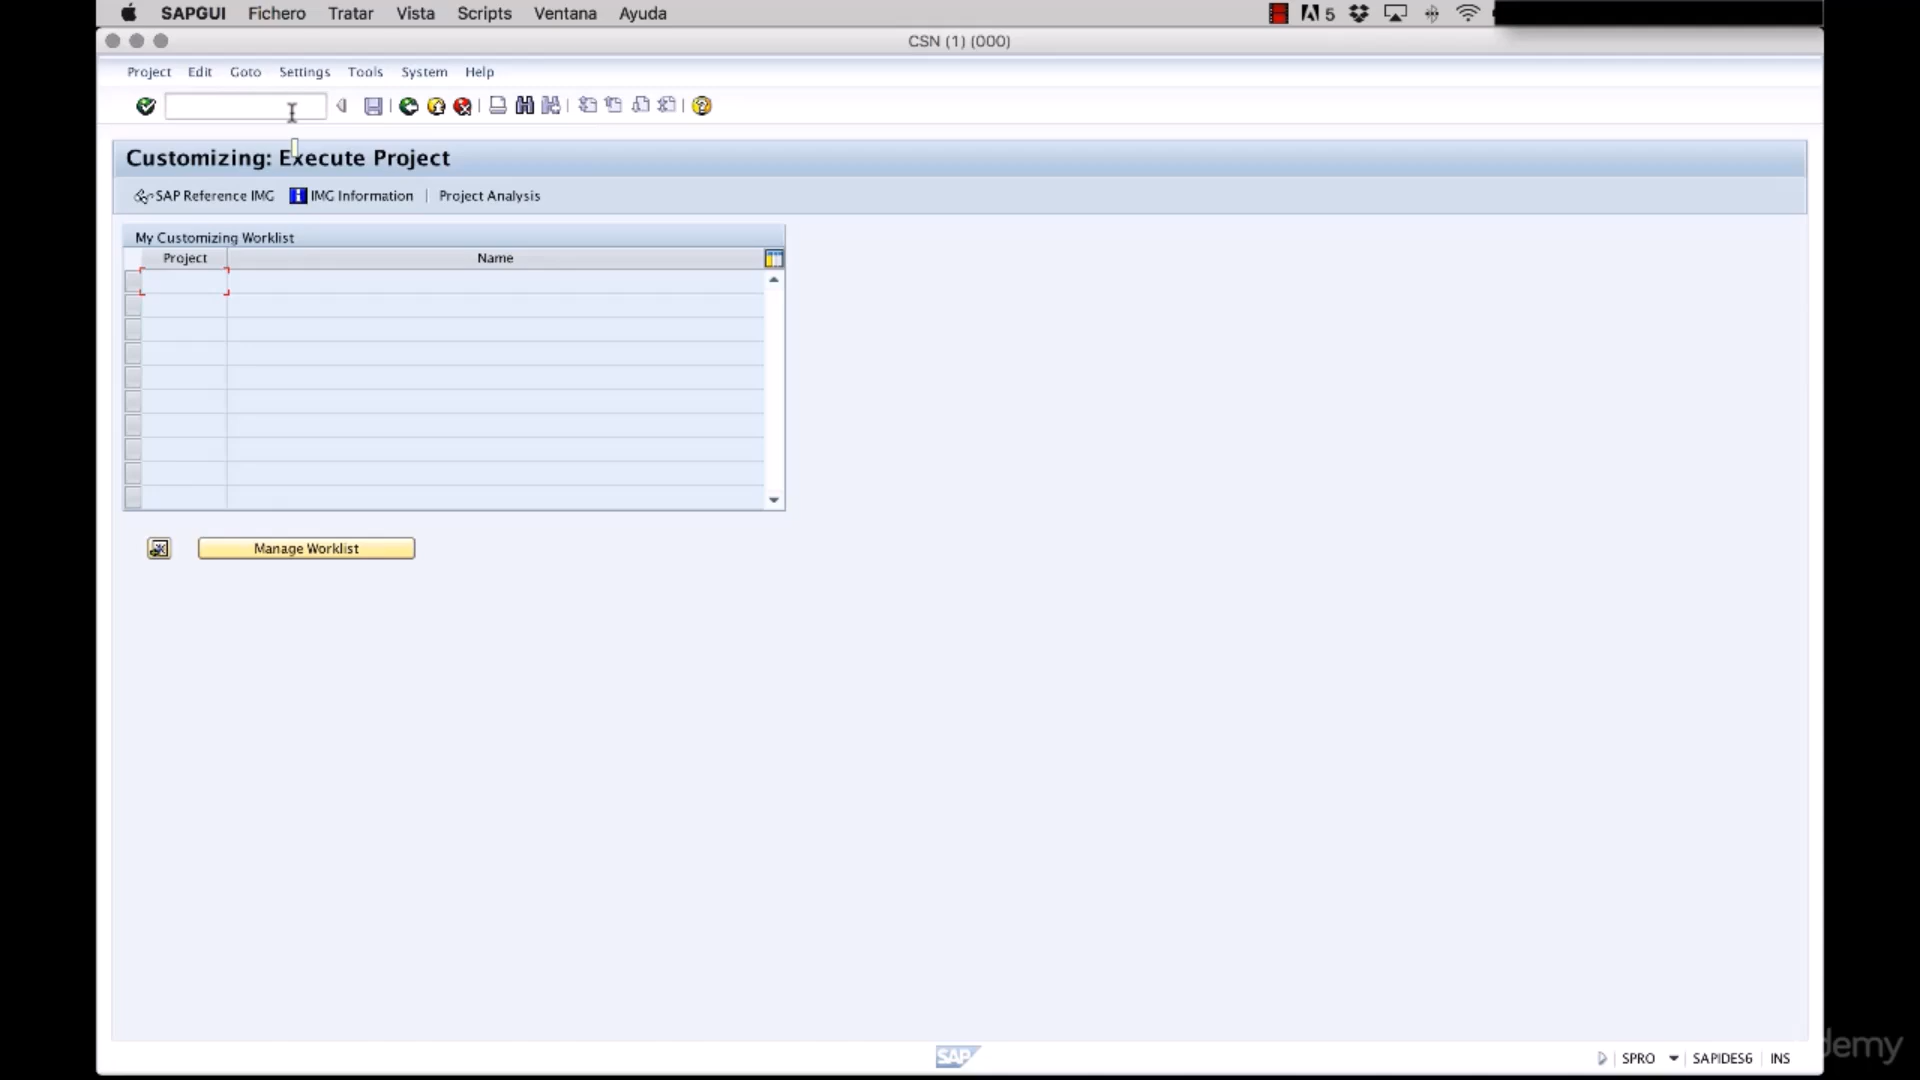 SAPGUI Fichero Tratar Vista Scripts Ventana Ayuda 5
CSN (1) (000)
Project Edit Goto Settings Tools System Help
Customizing: Execute Project
SAP Reference IMG IMG Information Project Analysis
My Customizing Worklist
Project Name
Manage Worklist
SAP SPRO SAPIDES6 INS
demy